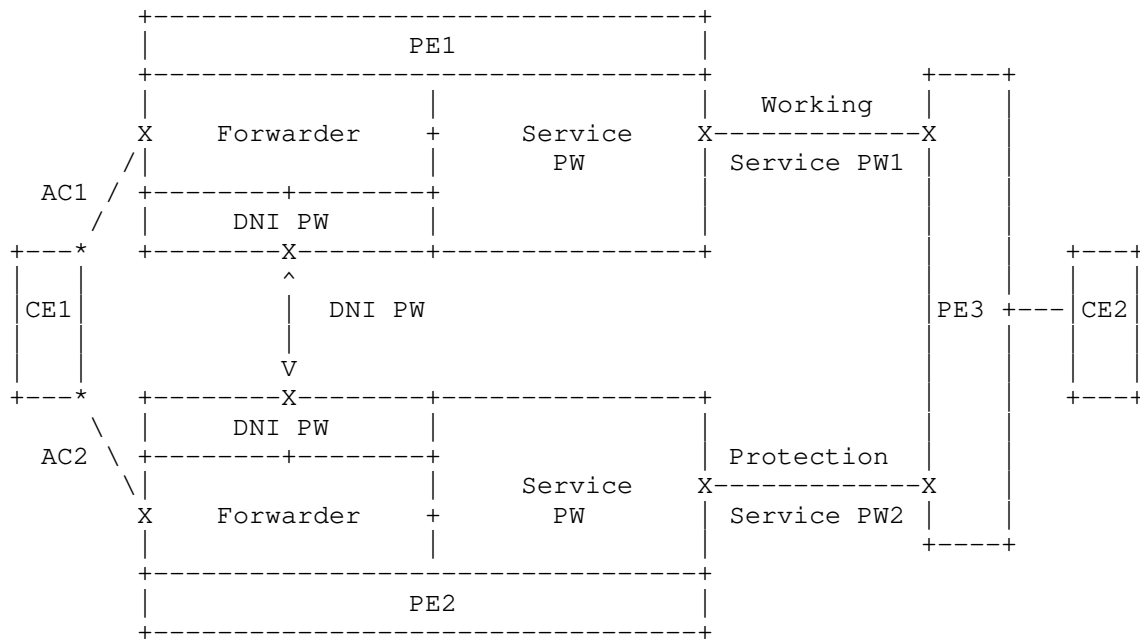 PE1
Working
Forwarder Service
PW
Service PW1
AC1
DNI PW
CE1 DNI PW PE3 CE2
DNI PW
AC2 Protection
Service
Forwarder PW Service PW2
PE2